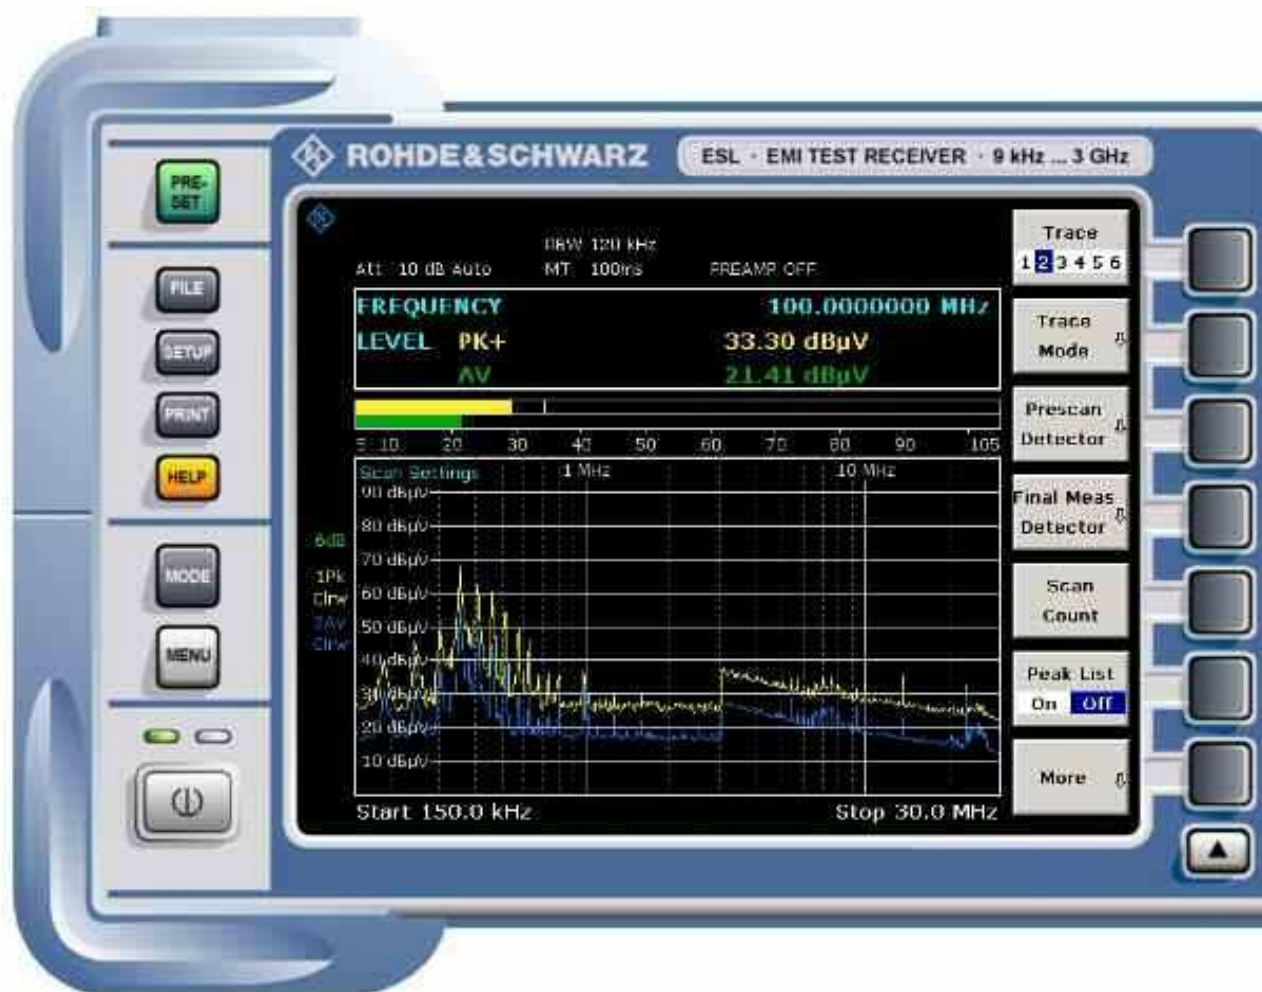 ROHDE&SCHWARZ
ESL - EMI TEST RECEIVER - 9 kHz ... 3 GHz
PRE-
SET
FILE
SETUP
PRINT
HELP
MODE
MENU
RBW 120 kHz
Att 10 dB Auto MT 100ms PREAMP OFF
FREQUENCY 100.0000000 MHz
LEVEL PK+ 33.30 dBµV
AV 21.41 dBµV
5 10 20 30 40 50 60 70 80 90 105
Scan Settings 1 MHz 10 MHz
90 dBµV
80 dBµV
6dB
70 dBµV
1Pk
Clrw
60 dBµV
2AV
Clrw
50 dBµV
40 dBµV
30 dBµV
20 dBµV
10 dBµV
Start 150.0 kHz Stop 30.0 MHz
Trace
1 2 3 4 5 6
Trace
Mode
Prescan
Detector
Final Meas
Detector
Scan
Count
Peak List
On Off
More